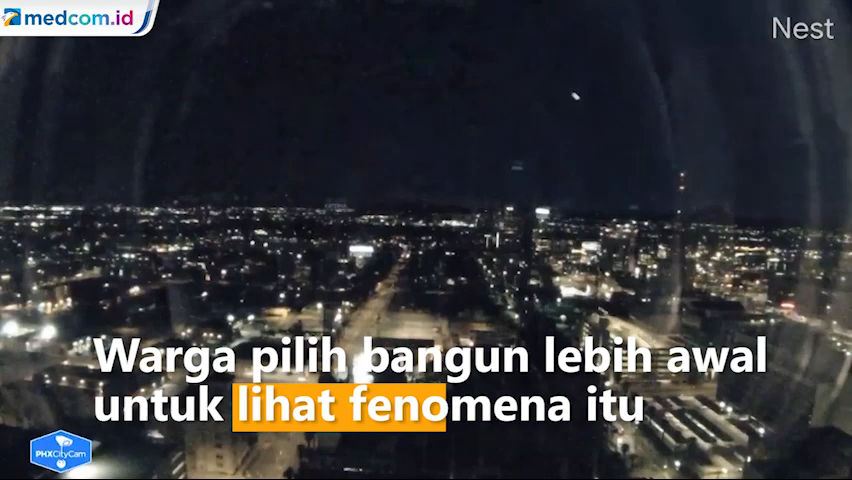 medcom.id
Nest
Warga pilih bangun lebih awal
untuk lihat fenomena itu
PHXCityCam